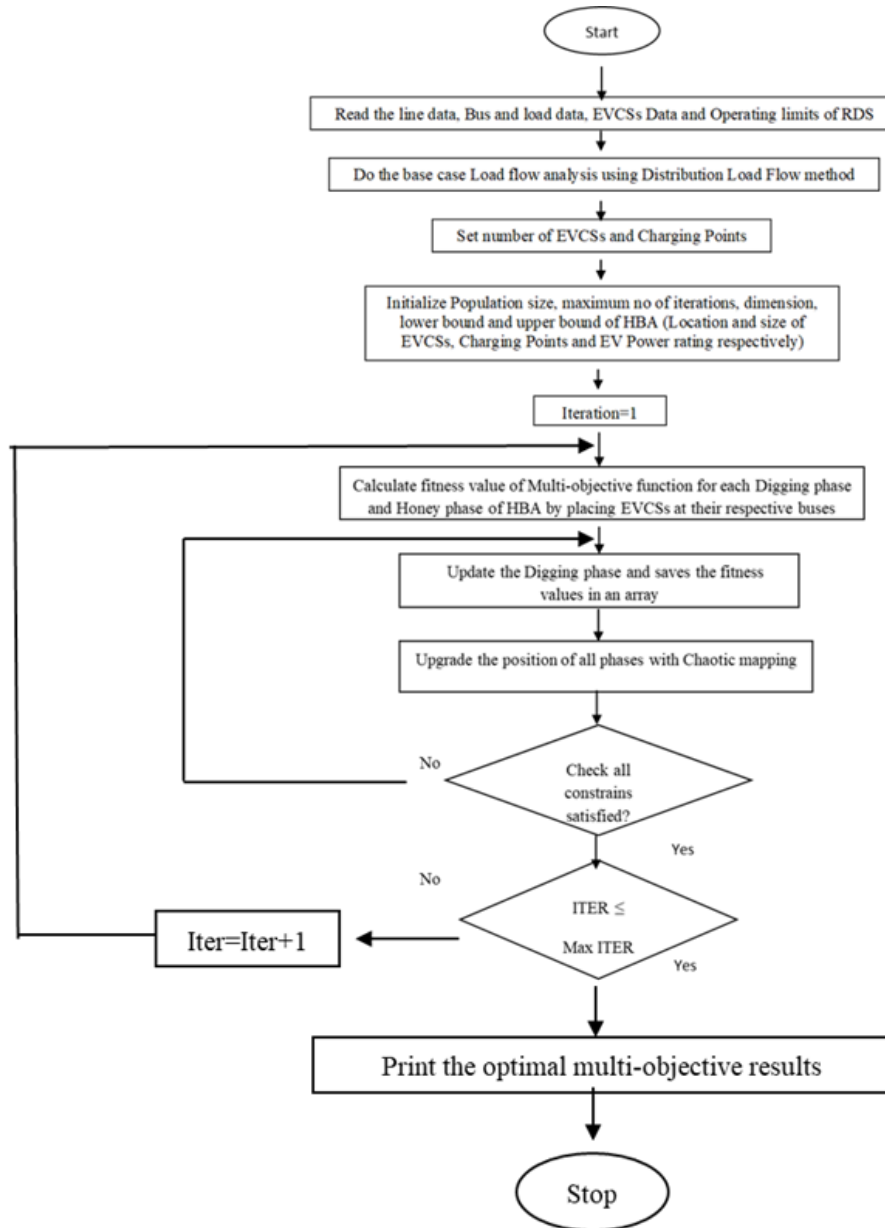 Start
Read the line data, Bus and load data, EVCSs Data and Operating limits of RDS
Do the base case Load flow analysis using Distribution Load Flow method
Set number of EVCSs and Charging Points
Initialize Population size, maximum no of iterations, dimension,
lower bound and upper bound of HBA (Location and size of
EVCSs, Charging Points and EV Power rating respectively)
Iteration=1
Calculate fitness value of Multi-objective function for each Digging phase
and Honey phase of HBA by placing EVCSs at their respective buses
Update the Digging phase and saves the fitness
values in an array
Upgrade the position of all phases with Chaotic mapping
No
Check all
constrains
satisfied?
Yes
No
ITER ≤
Max ITER
Yes
Iter=Iter+1
Print the optimal multi-objective results
Stop